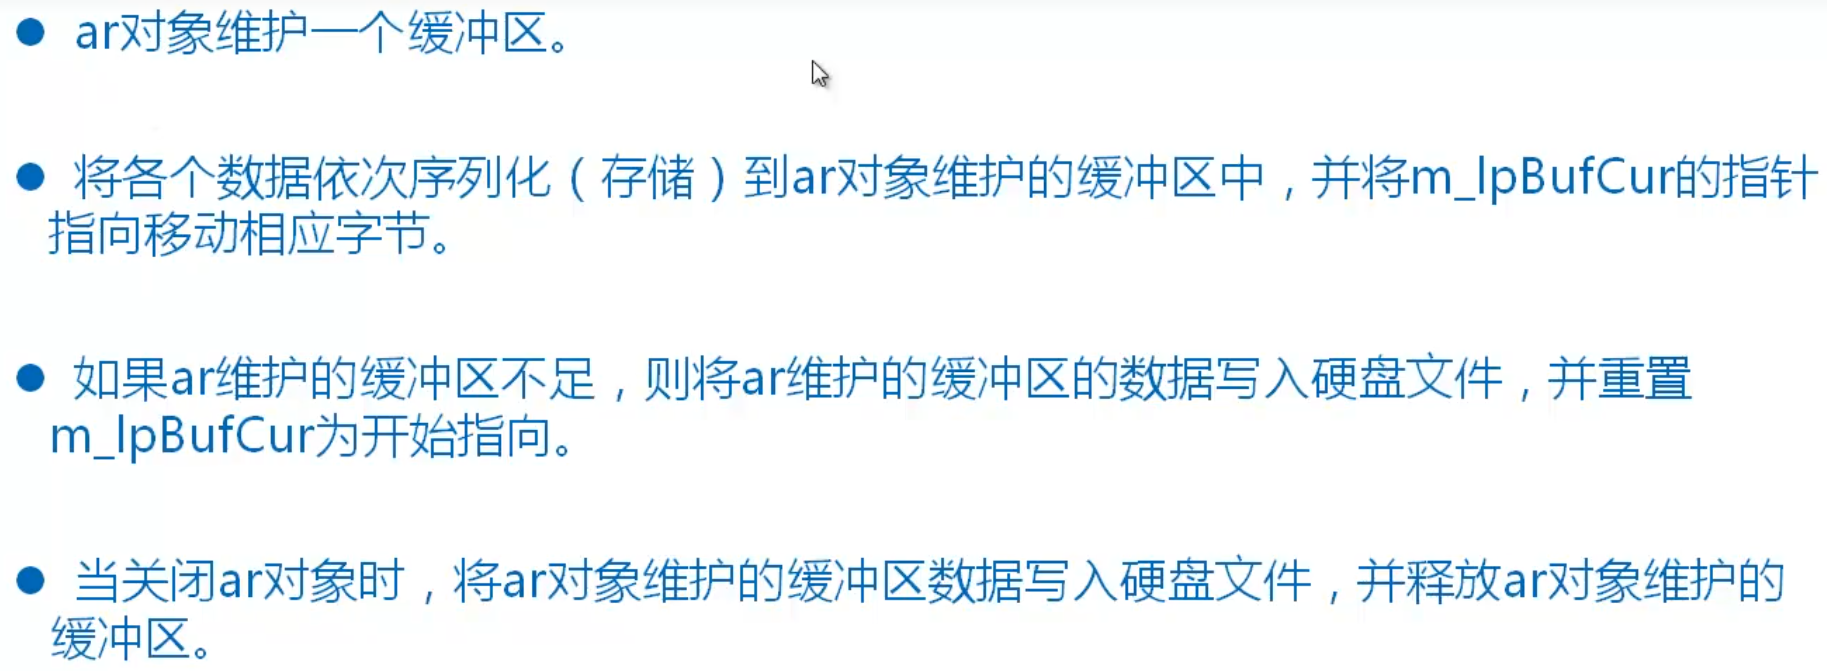 ● ar对象维护一个缓冲区。
● 将各个数据依次序列化（存储）到ar对象维护的缓冲区中，并将m_lpBufCur的指针
指向移动相应字节。
● 如果ar维护的缓冲区不足，则将ar维护的缓冲区的数据写入硬盘文件，并重置
m_lpBufCur为开始指向。
● 当关闭ar对象时，将ar对象维护的缓冲区数据写入硬盘文件，并释放ar对象维护的
缓冲区。